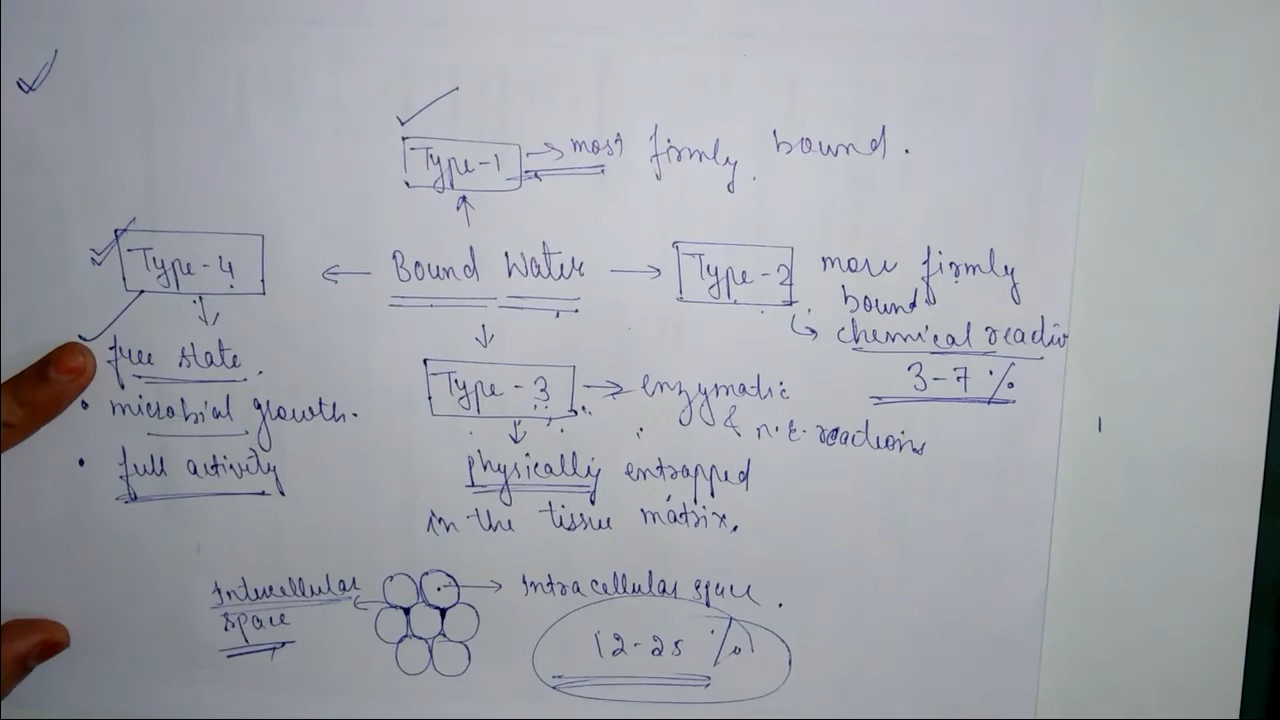 Type-1 → most firmly bound.
Type-4 ← Bound Water → Type-2 more firmly
bound.
↳ chemical reactio
3-7 %
free state.
• microbial growth.
• full activity
Type-3 → enzymatic
& n.E. reactions
physically entrapped
in the tissue matrix.
Intercellular
space
Intracellular space.
12-25 %